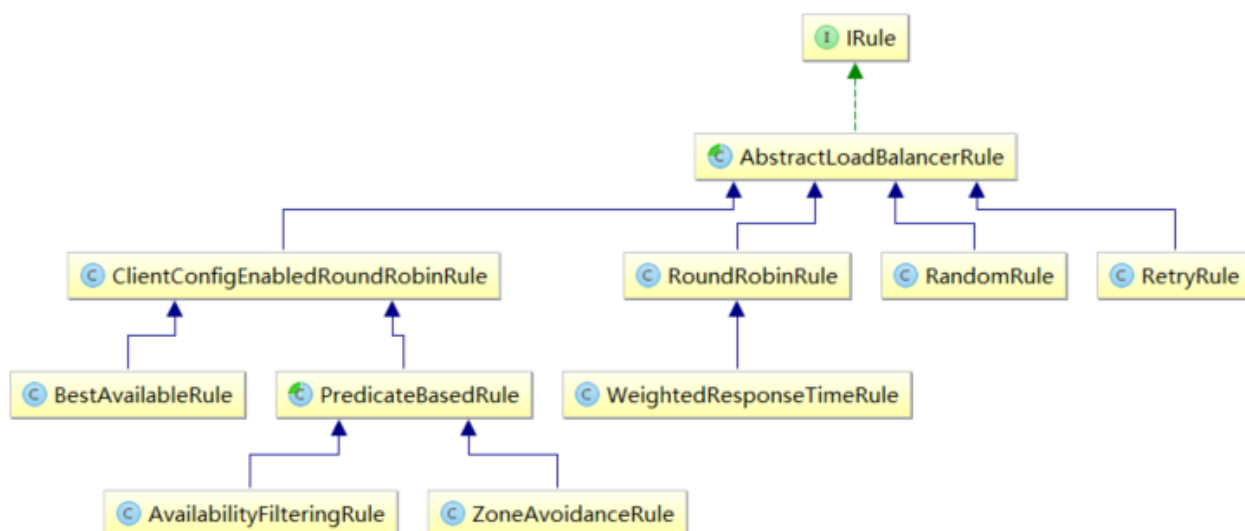 I IRule
C AbstractLoadBalancerRule
C ClientConfigEnabledRoundRobinRule
C RoundRobinRule
C RandomRule
C RetryRule
C BestAvailableRule
C PredicateBasedRule
C WeightedResponseTimeRule
C AvailabilityFilteringRule
C ZoneAvoidanceRule